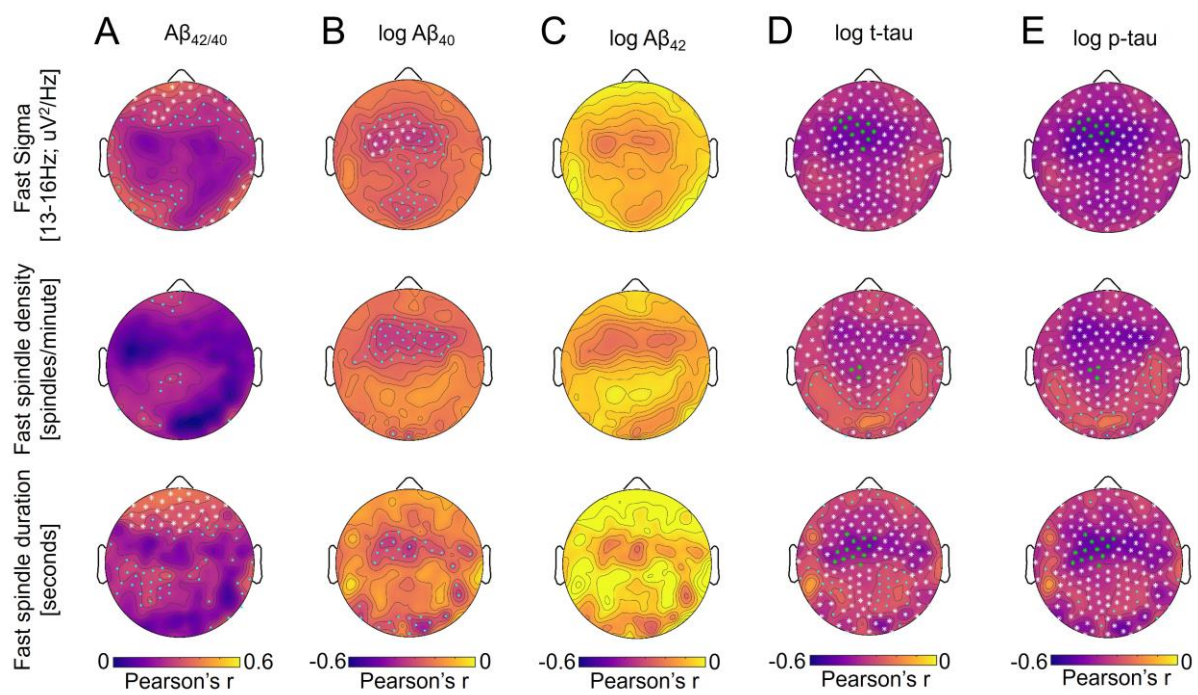 A Aβ42/40 B log Aβ40 C log Aβ42 D log t-tau E log p-tau
Fast Sigma
[13-16Hz; uV²/Hz]
Fast spindle density
[spindles/minute]
Fast spindle duration
[seconds]
0 0.6 -0.6 0 -0.6 0 -0.6 0 -0.6 0
Pearson's r Pearson's r Pearson's r Pearson's r Pearson's r